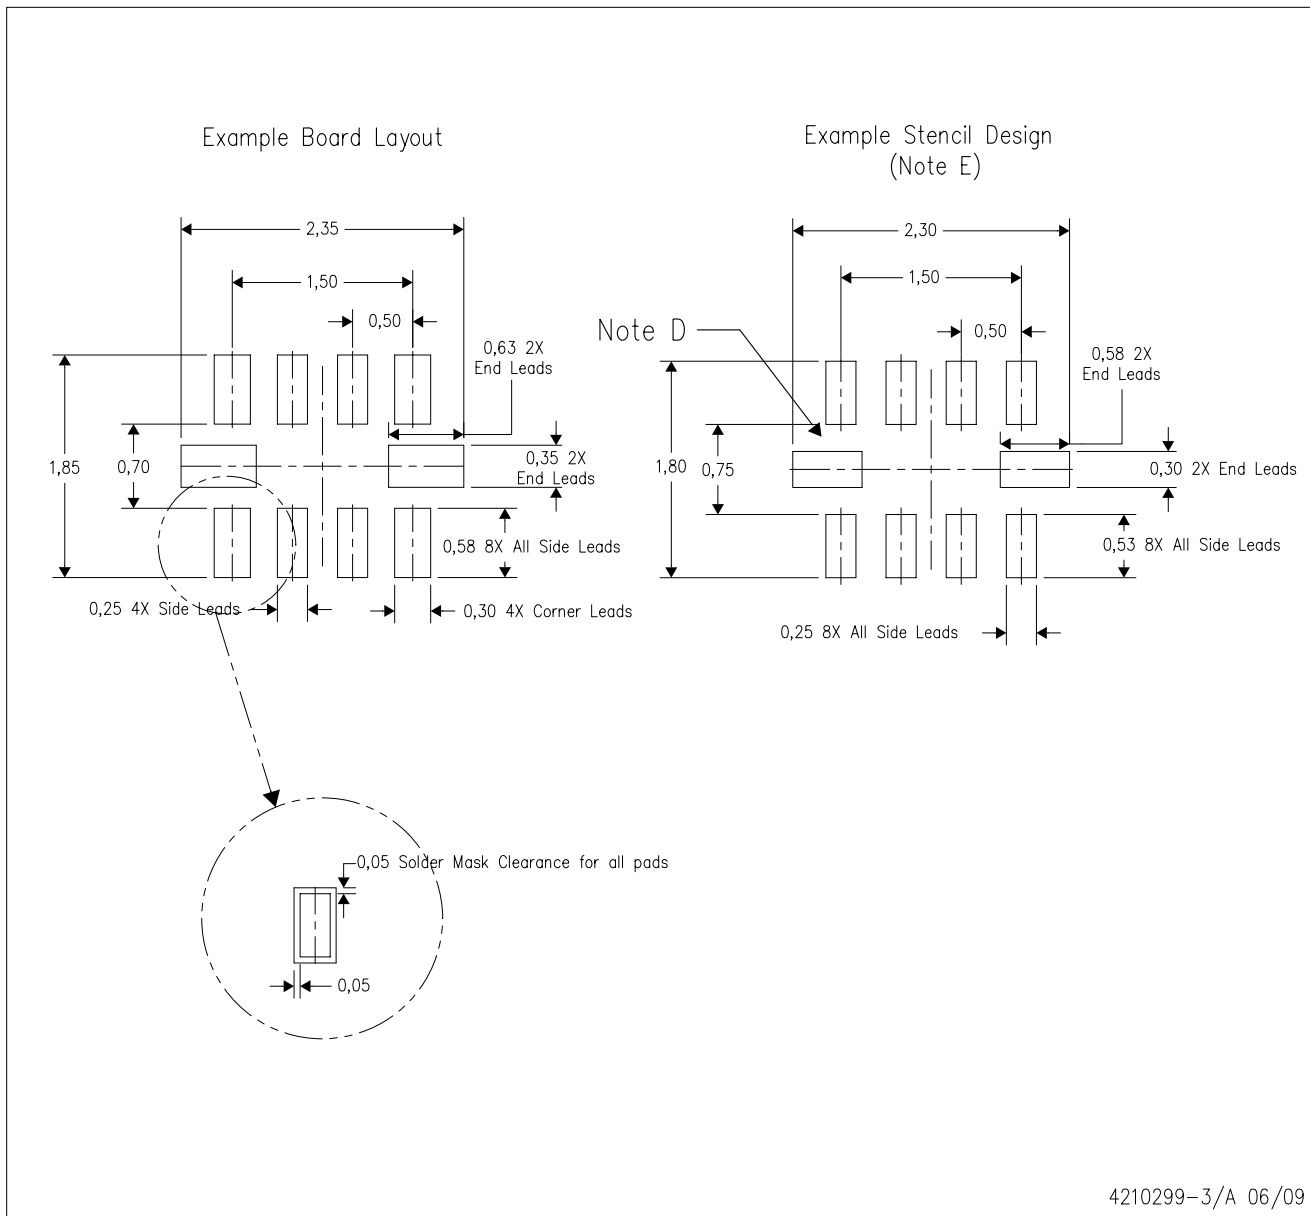 Example Board Layout
2,35
1,50
0,50
0,63 2X
End Leads
1,85
0,70
0,35 2X
End Leads
0,58 8X All Side Leads
0,25 4X Side Leads
0,30 4X Corner Leads
0,05 Solder Mask Clearance for all pads
0,05
Example Stencil Design
(Note E)
2,30
1,50
0,50
Note D
0,58 2X
End Leads
1,80
0,75
0,30 2X End Leads
0,53 8X All Side Leads
0,25 8X All Side Leads
4210299-3/A 06/09